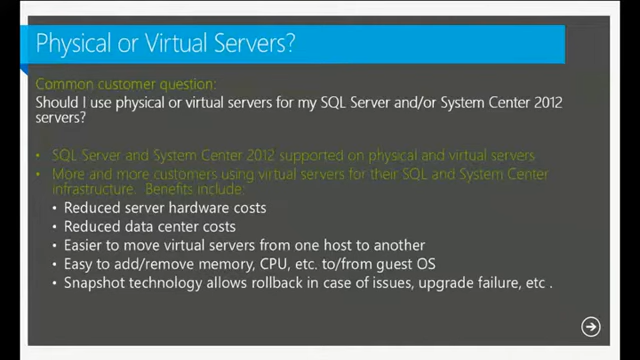 Physical or Virtual Servers?
Common customer question:
Should I use physical or virtual servers for my SQL Server and/or System Center 2012
servers?
• SQL Server and System Center 2012 supported on physical and virtual servers
• More and more customers using virtual servers for their SQL and System Center
infrastructure. Benefits include:
• Reduced server hardware costs
• Reduced data center costs
• Easier to move virtual servers from one host to another
• Easy to add/remove memory, CPU, etc. to/from guest OS
• Snapshot technology allows rollback in case of issues, upgrade failure, etc .